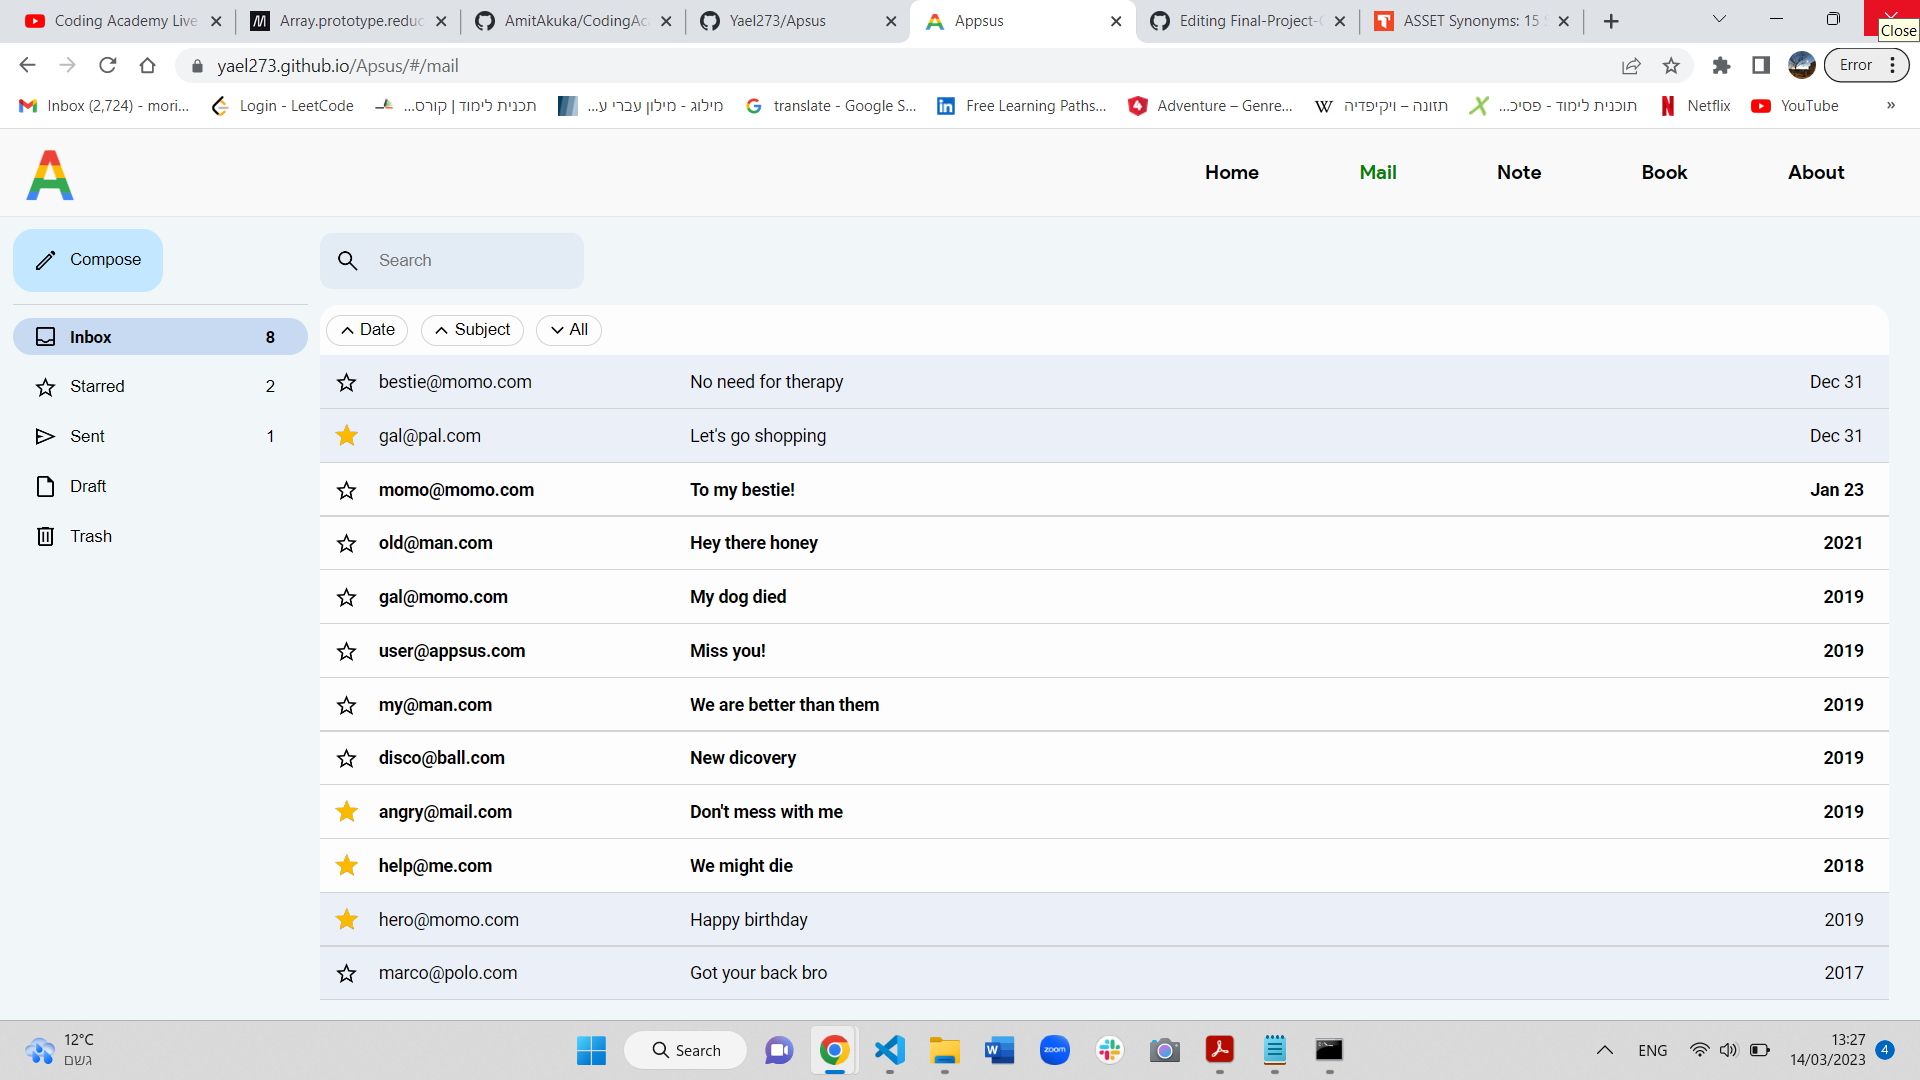 Coding Academy Live
Array.prototype.reduc
AmitAkuka/CodingAca
Yael273/Apsus
Appsus
Editing Final-Project-C
ASSET Synonyms: 15 S
Close
yael273.github.io/Apsus/#/mail
Error
Inbox (2,724) - mori...
Login - LeetCode
תכנית לימוד | קורס...
מילוג - מילון עברי ע...
translate - Google S...
Free Learning Paths...
Adventure – Genre...
תזונה – ויקיפדיה
תוכנית לימוד - פסיכ...
Netflix
YouTube
»
Home
Mail
Note
Book
About
Compose
Search
Inbox 8
Starred 2
Sent 1
Draft
Trash
Date
Subject
All
bestie@momo.com No need for therapy Dec 31
gal@pal.com Let's go shopping Dec 31
momo@momo.com To my bestie! Jan 23
old@man.com Hey there honey 2021
gal@momo.com My dog died 2019
user@appsus.com Miss you! 2019
my@man.com We are better than them 2019
disco@ball.com New dicovery 2019
angry@mail.com Don't mess with me 2019
help@me.com We might die 2018
hero@momo.com Happy birthday 2019
marco@polo.com Got your back bro 2017
12°C
גשם
Search
zoom
ENG
13:27
14/03/2023
4